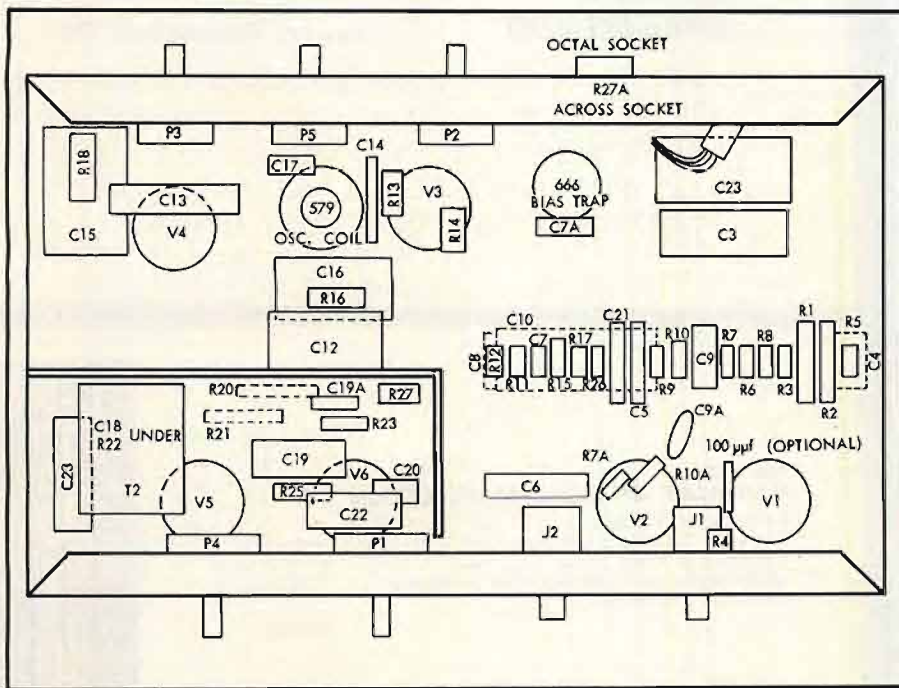 OCTAL SOCKET
R27A
ACROSS SOCKET
P3
P5
P2
C14
R18
C17
R13
V3
C23
C13
579
666
BIAS TRAP
R14
C7A
C15
V4
OSC. COIL
C3
C16
R16
C12
C10
C21
R1
R10
R7
R8
R5
C8
R12
C7
R17
C9
C4
R11
R15
R26
C5
R9
R6
R3
R2
R20
C19A
R27
R21
R23
C9A
C18
R22
UNDER
100 μμf (OPTIONAL)
C23
C19
V6
C20
R7A
R10A
T2
V5
R25
C6
C22
V2
J1
V1
J2
R4
P4
P1